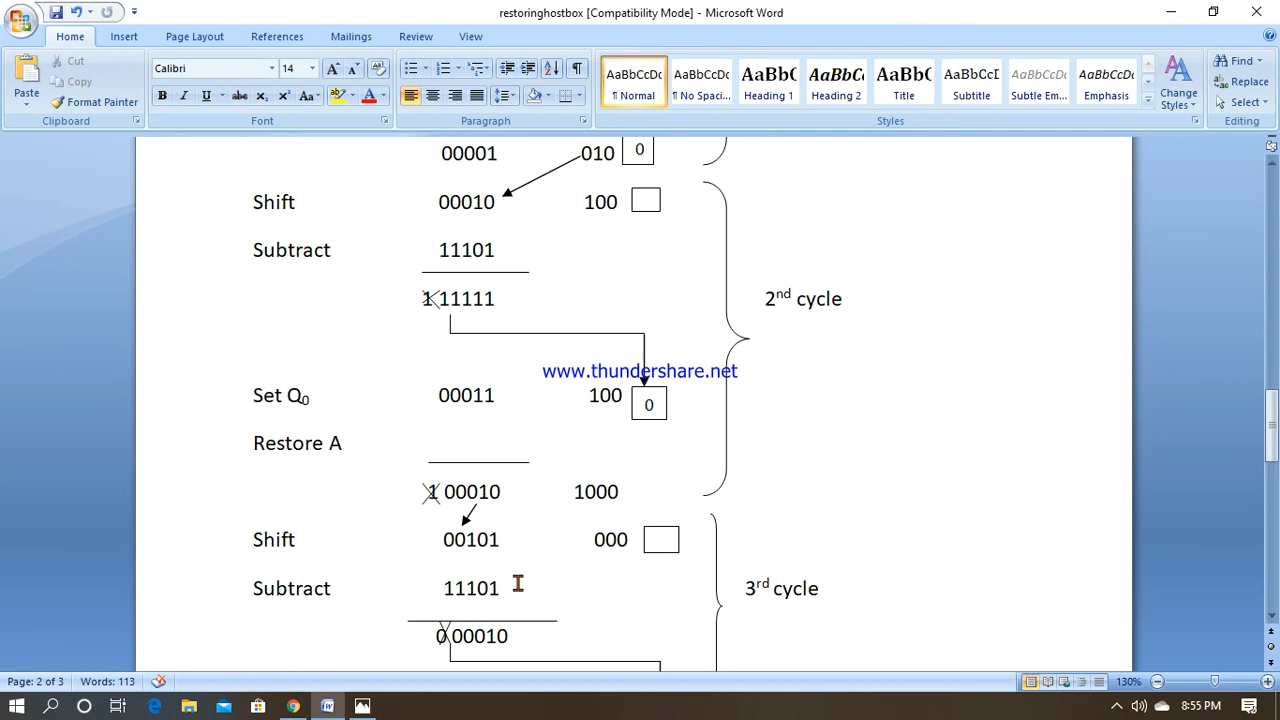 restoringhostbox [Compatibility Mode] - Microsoft Word
Home Insert Page Layout References Mailings Review View
Paste Cut Copy Format Painter Clipboard
Calibri 14 Font
Paragraph
AaBbCcDc ¶ Normal AaBbCcDc ¶ No Spaci... AaBbC Heading 1 AaBbCc Heading 2 AaBbCc Title AaBbCcI Subtitle AaBbCcDc Subtle Em... AaBbCcDc Emphasis Change Styles Styles
Find Replace Select Editing
00001 010 0
Shift 00010 100
Subtract 11101
1 11111 2nd cycle
www.thundershare.net
Set Q0 00011 100 0
Restore A
1 00010 1000
Shift 00101 000
Subtract 11101 3rd cycle
0 00010
Page: 2 of 3 Words: 113 130%
8:55 PM